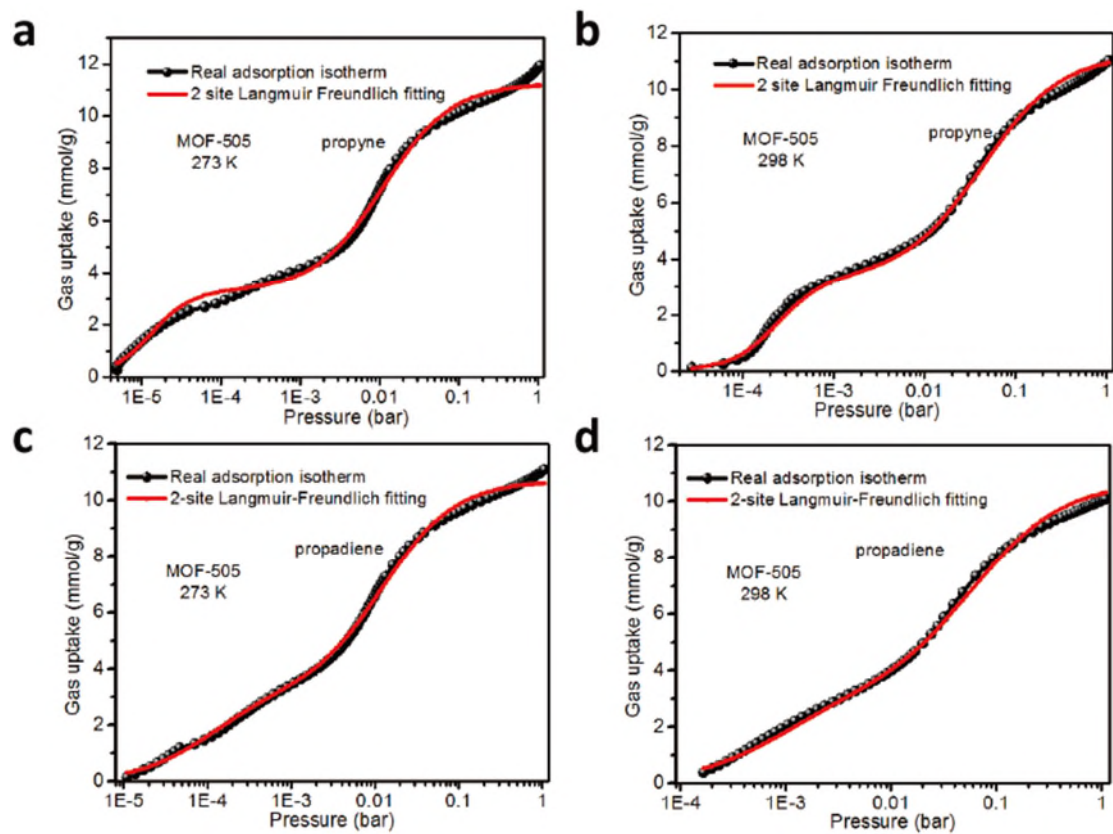 a
Real adsorption isotherm
2 site Langmuir Freundlich fitting
MOF-505
273 K
propyne
Gas uptake (mmol/g)
0
2
4
6
8
10
12
1E-5
1E-4
1E-3
0.01
0.1
1
Pressure (bar)
b
Real adsorption isotherm
2 site Langmuir Freundlich fitting
MOF-505
298 K
propyne
Gas uptake (mmol/g)
0
2
4
6
8
10
12
1E-4
1E-3
0.01
0.1
1
Pressure (bar)
c
Real adsorption isotherm
2-site Langmuir-Freundlich fitting
propadiene
MOF-505
273 K
Gas uptake (mmol/g)
0
2
4
6
8
10
12
1E-5
1E-4
1E-3
0.01
0.1
1
Pressure (bar)
d
Real adsorption isotherm
2-site Langmuir-Freundlich fitting
propadiene
MOF-505
298 K
Gas uptake (mmol/g)
0
2
4
6
8
10
12
1E-4
1E-3
0.01
0.1
1
Pressure (bar)